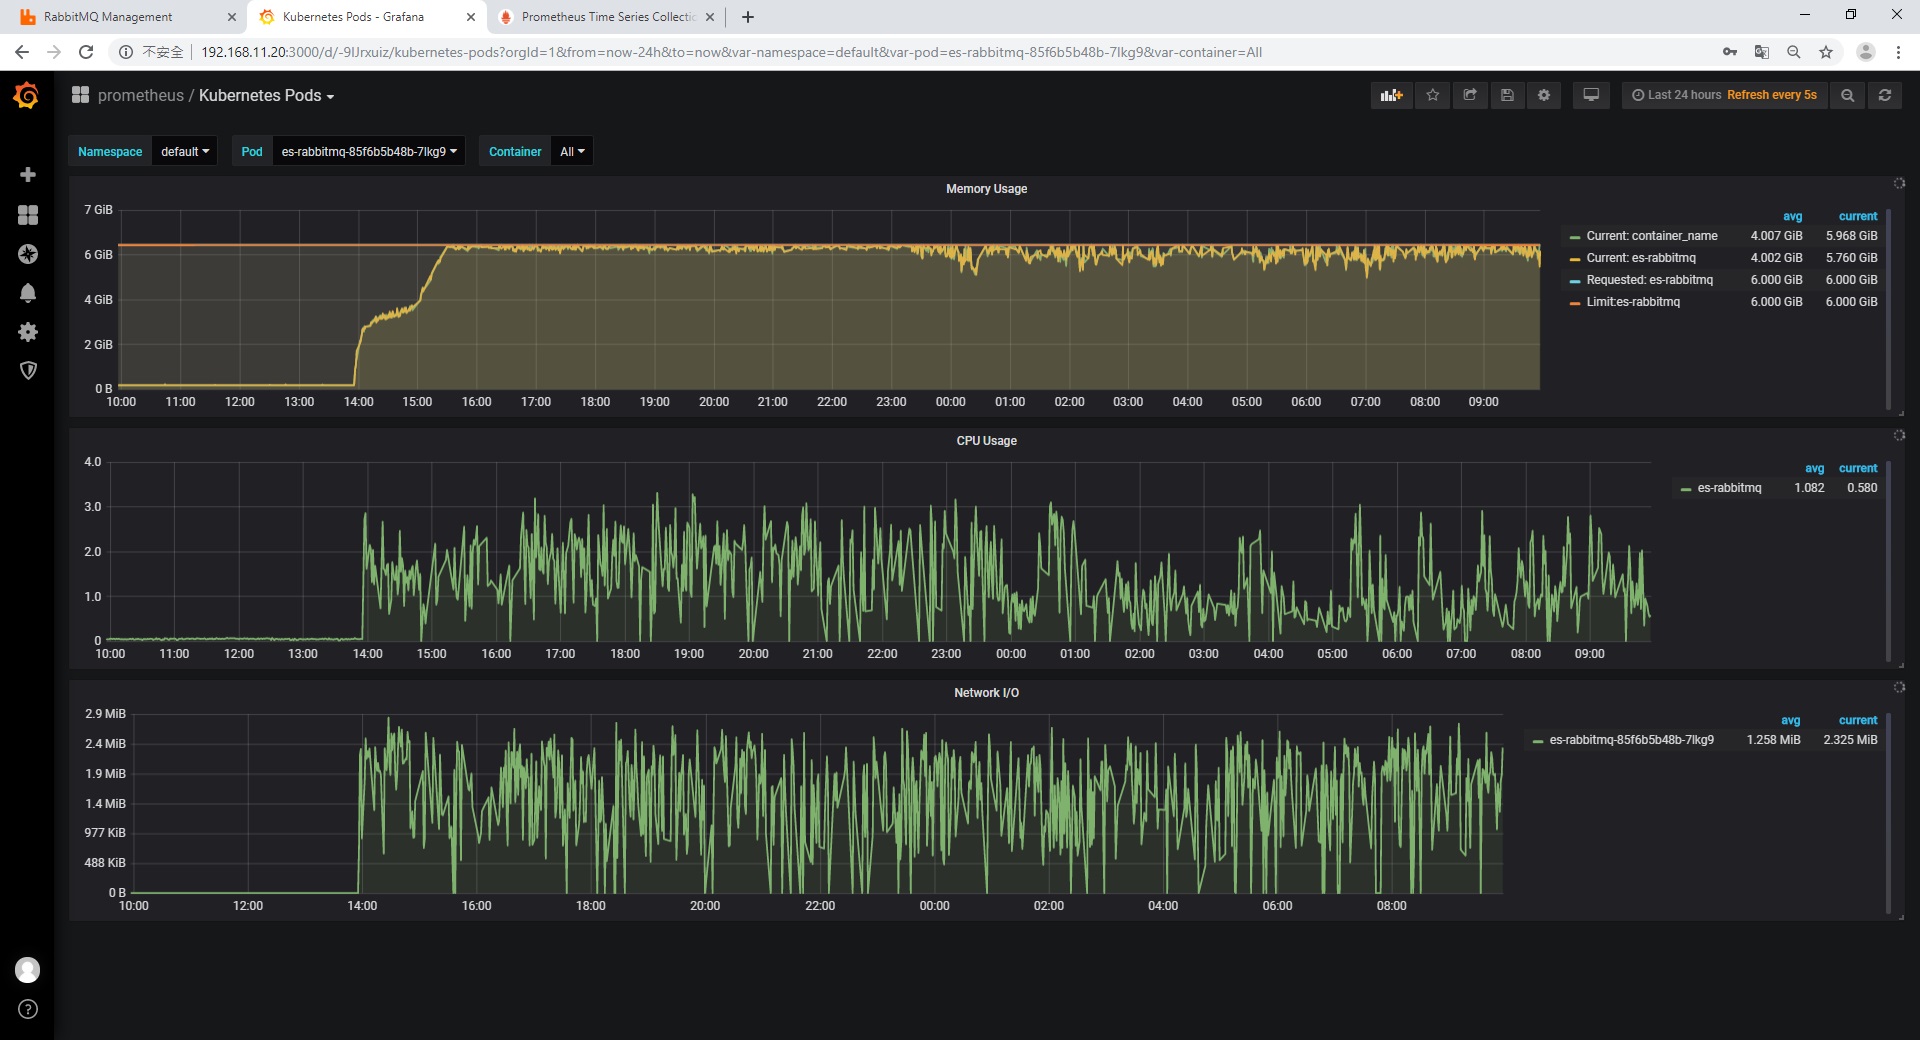 RabbitMQ Management
Kubernetes Pods - Grafana
Prometheus Time Series Collectic
不安全
192.168.11.20:3000/d/-9IJrxuiz/kubernetes-pods?orgId=1&from=now-24h&to=now&var-namespace=default&var-pod=es-rabbitmq-85f6b5b48b-7lkg9&var-container=All
prometheus / Kubernetes Pods
Last 24 hours Refresh every 5s
Namespace default Pod es-rabbitmq-85f6b5b48b-7lkg9 Container All
Memory Usage
7 GiB
6 GiB
4 GiB
2 GiB
0 B
10:00 11:00 12:00 13:00 14:00 15:00 16:00 17:00 18:00 19:00 20:00 21:00 22:00 23:00 00:00 01:00 02:00 03:00 04:00 05:00 06:00 07:00 08:00 09:00
avg current
Current: container_name 4.007 GiB 5.968 GiB
Current: es-rabbitmq 4.002 GiB 5.760 GiB
Requested: es-rabbitmq 6.000 GiB 6.000 GiB
Limit:es-rabbitmq 6.000 GiB 6.000 GiB
CPU Usage
4.0
3.0
2.0
1.0
0
10:00 11:00 12:00 13:00 14:00 15:00 16:00 17:00 18:00 19:00 20:00 21:00 22:00 23:00 00:00 01:00 02:00 03:00 04:00 05:00 06:00 07:00 08:00 09:00
avg current
es-rabbitmq 1.082 0.580
Network I/O
2.9 MiB
2.4 MiB
1.9 MiB
1.4 MiB
977 KiB
488 KiB
0 B
10:00 12:00 14:00 16:00 18:00 20:00 22:00 00:00 02:00 04:00 06:00 08:00
avg current
es-rabbitmq-85f6b5b48b-7lkg9 1.258 MiB 2.325 MiB